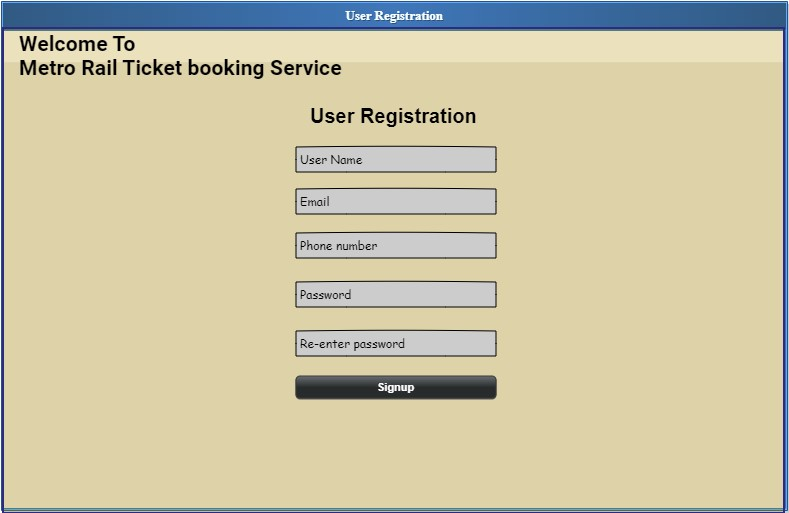 User Registration
Welcome To
Metro Rail Ticket booking Service
User Registration
User Name
Email
Phone number
Password
Re-enter password
Signup